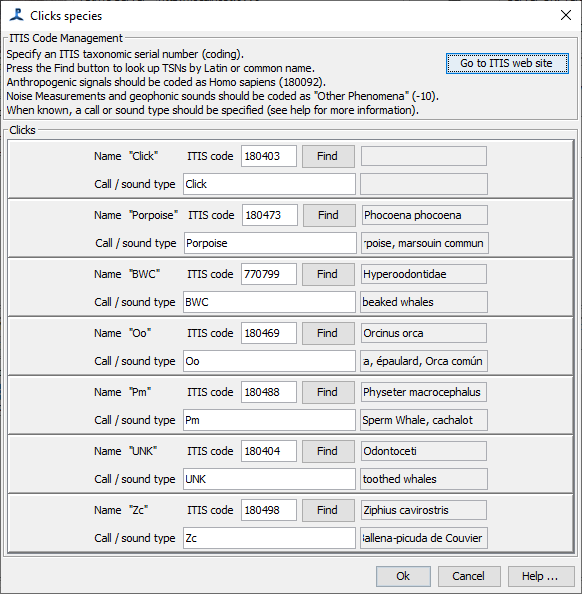 Clicks species
ITIS Code Management
Specify an ITIS taxonomic serial number (coding).
Press the Find button to look up TSNs by Latin or common name.
Anthropogenic signals should be coded as Homo sapiens (180092).
Noise Measurements and geophonic sounds should be coded as "Other Phenomena" (-10).
When known, a call or sound type should be specified (see help for more information).
Go to ITIS web site
Clicks
Name "Click" ITIS code 180403 Find
Call / sound type Click
Name "Porpoise" ITIS code 180473 Find Phocoena phocoena
Call / sound type Porpoise rpoise, marsouin commun
Name "BWC" ITIS code 770799 Find Hyperoodontidae
Call / sound type BWC beaked whales
Name "Oo" ITIS code 180469 Find Orcinus orca
Call / sound type Oo a, épaulard, Orca común
Name "Pm" ITIS code 180488 Find Physeter macrocephalus
Call / sound type Pm Sperm Whale, cachalot
Name "UNK" ITIS code 180404 Find Odontoceti
Call / sound type UNK toothed whales
Name "Zc" ITIS code 180498 Find Ziphius cavirostris
Call / sound type Zc Ballena-picuda de Couvier
Ok Cancel Help ...